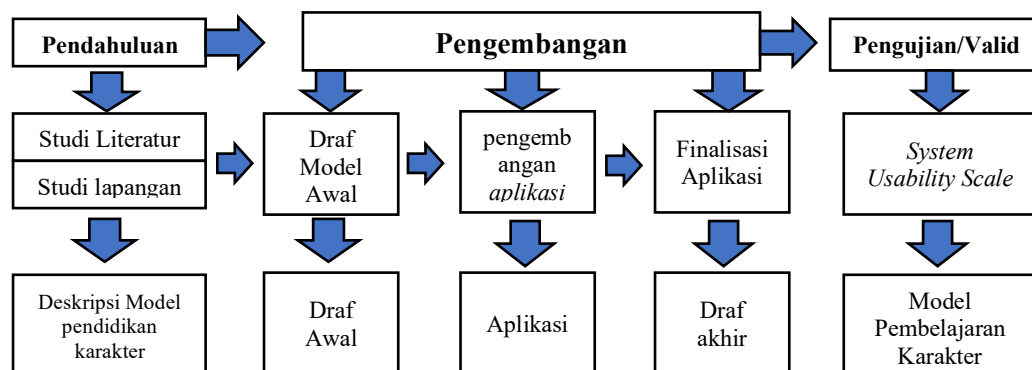 Pendahuluan
Pengembangan
Pengujian/Valid
Studi Literatur
Studi lapangan
Draf
Model
Awal
pengemb
angan
aplikasi
Finalisasi
Aplikasi
System
Usability Scale
Deskripsi Model
pendidikan
karakter
Draf
Awal
Aplikasi
Draf
akhir
Model
Pembelajaran
Karakter